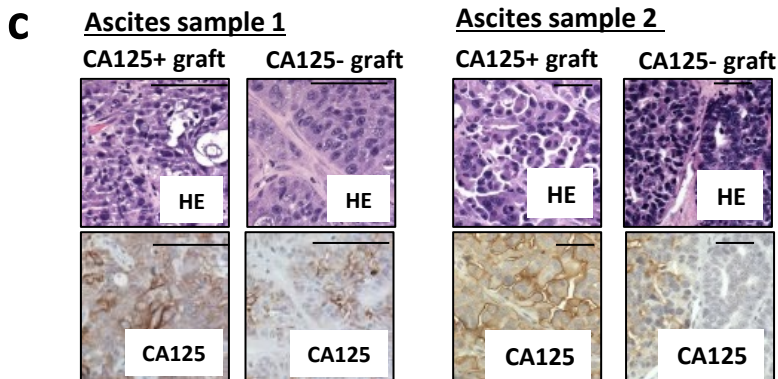 c
Ascites sample 1
Ascites sample 2
CA125+ graft
CA125- graft
CA125+ graft
CA125- graft
HE
HE
HE
HE
CA125
CA125
CA125
CA125